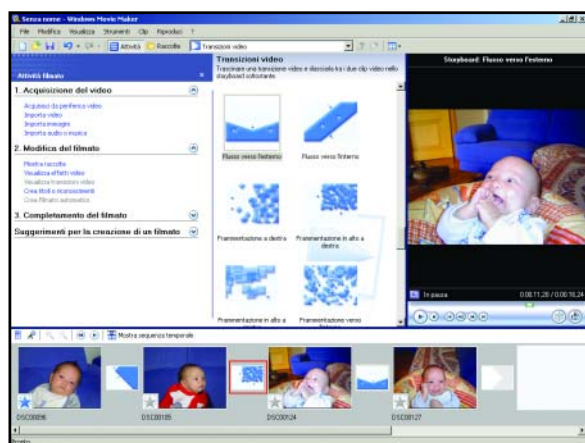 Senza nome - Windows Movie Maker
File Modifica Visualizza Strumenti Clip Riproduci ?
Attività Raccolte Transizioni video
Attività filmato
1. Acquisizione del video
Acquisisci da periferica video
Importa video
Importa immagini
Importa audio o musica
2. Modifica del filmato
Mostra raccolte
Visualizza effetti video
Visualizza transizioni video
Crea titoli o riconoscimenti
Crea filmato automatico
3. Completamento del filmato
Suggerimenti per la creazione di un filmato
Transizioni video
Trascinare una transizione video e rilasciarla tra i due clip video nello
storyboard sottostante.
Flusso verso l'esterno
Flusso verso l'interno
Frammentazione a destra
Frammentazione in alto a
destra
Frammentazione in alto a
Frammentazione verso
Storyboard: Flusso verso l'esterno
In pausa
0.00.11,20 / 0.00.16,24
Mostra sequenza temporale
DSC00096
DSC00105
DSC00124
DSC00127
Pronto